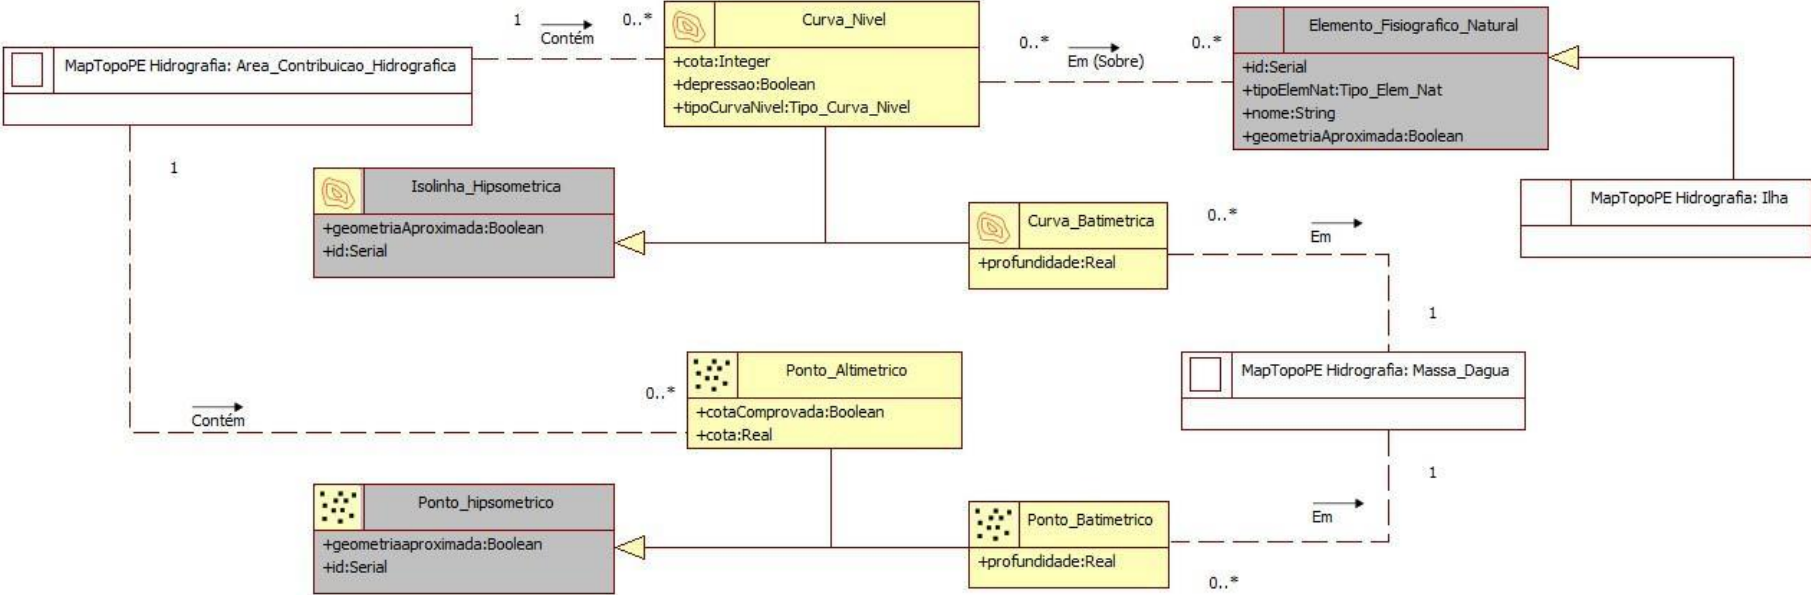 1
Contém
0..*
Curva_Nivel
+cota:Integer
+depressao:Boolean
+tipoCurvaNivel:Tipo_Curva_Nivel
0..*
Em (Sobre)
0..*
Elemento_Fisiografico_Natural
+id:Serial
+tipoElemNat:Tipo_Elem_Nat
+nome:String
+geometriaAproximada:Boolean
MapTopoPE Hidrografia: Area_Contribuicao_Hidrografica
1
Isolinha_Hipsometrica
+geometriaAproximada:Boolean
+id:Serial
Curva_Batimetrica
+profundidade:Real
0..*
Em
MapTopoPE Hidrografia: Ilha
1
Ponto_Altimetrico
+cotaComprovada:Boolean
+cota:Real
0..*
Contém
MapTopoPE Hidrografia: Massa_Dagua
1
Ponto_hipsometrico
+geometriaaproximada:Boolean
+id:Serial
Ponto_Batimetrico
+profundidade:Real
Em
0..*